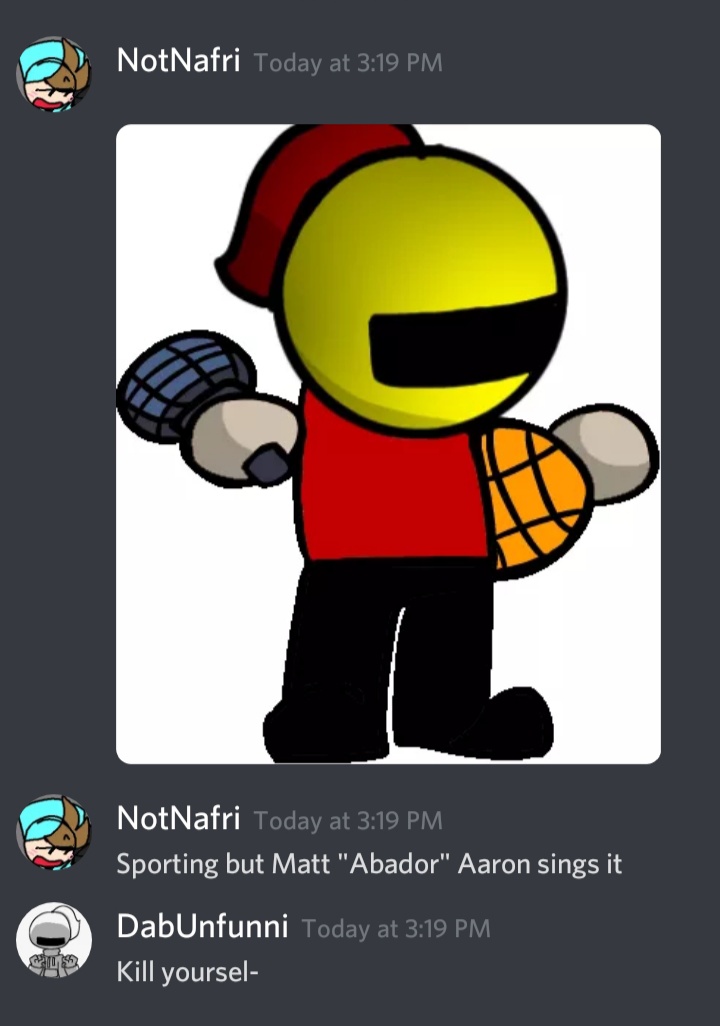 NotNafri Today at 3:19 PM
NotNafri Today at 3:19 PM
Sporting but Matt "Abador" Aaron sings it
DabUnfunni Today at 3:19 PM
Kill yoursel-